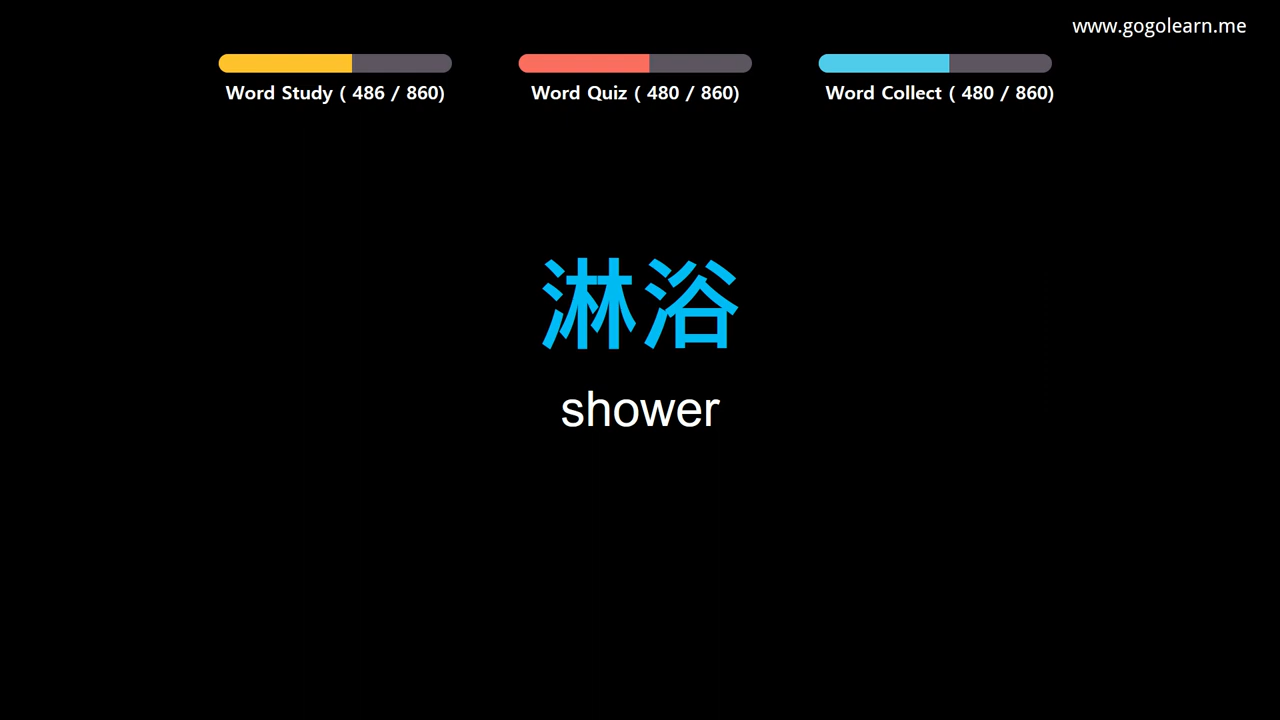 www.gogolearn.me
Word Study ( 486 / 860)
Word Quiz ( 480 / 860)
Word Collect ( 480 / 860)
淋浴
shower